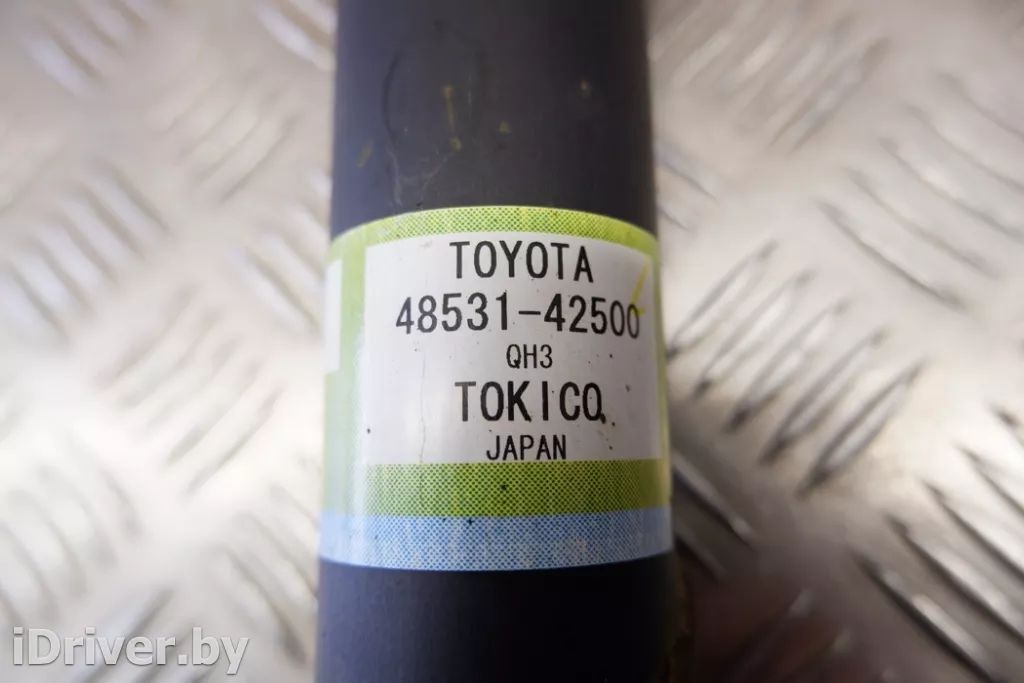 TOYOTA
48531-42500
QH3
TOKICO
JAPAN
iDriver.by